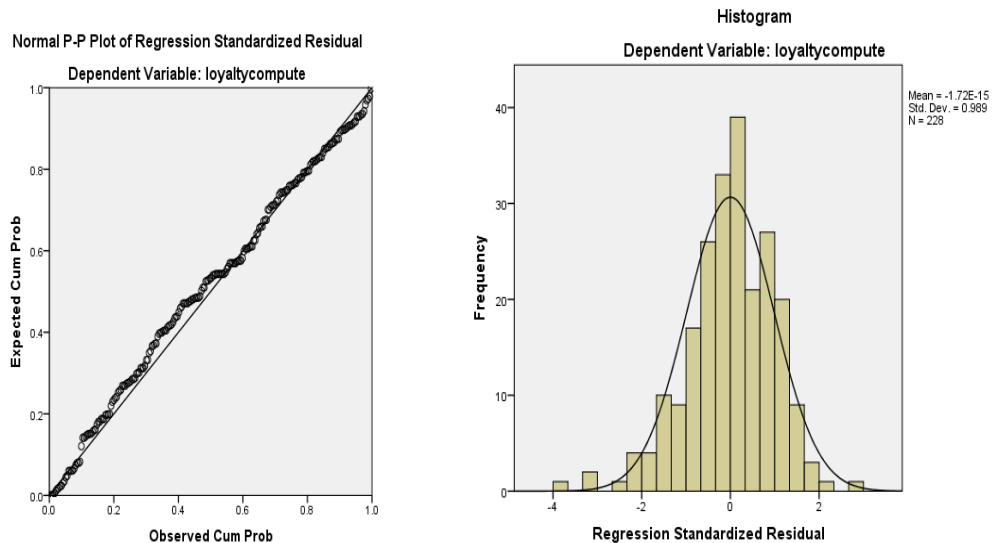 Normal P-P Plot of Regression Standardized Residual
Dependent Variable: loyaltycompute
Expected Cum Prob
1.0
0.8
0.6
0.4
0.2
0.0
0.0 0.2 0.4 0.6 0.8 1.0
Observed Cum Prob
Histogram
Dependent Variable: loyaltycompute
Mean = -1.72E-15
Std. Dev. = 0.989
N = 228
Frequency
40
30
20
10
0
-4 -2 0 2
Regression Standardized Residual